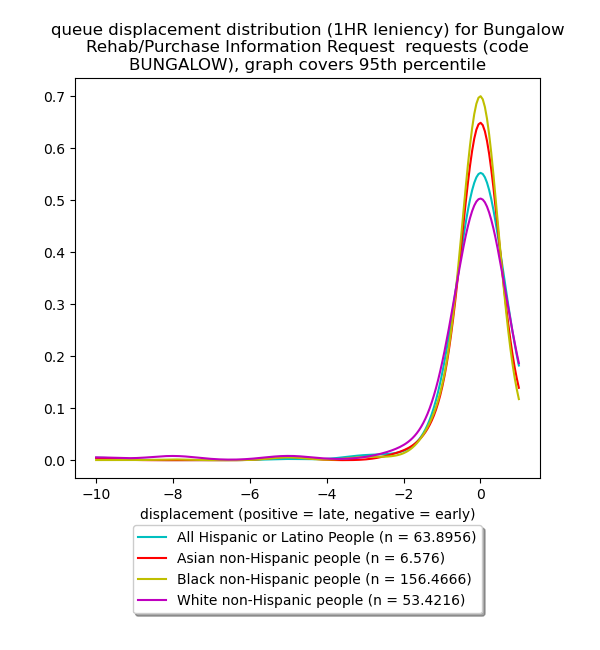 queue displacement distribution (1HR leniency) for Bungalow
Rehab/Purchase Information Request  requests (code
BUNGALOW), graph covers 95th percentile
0.7
0.6
0.5
0.4
0.3
0.2
0.1
0.0
−10 −8 −6 −4 −2 0
displacement (positive = late, negative = early)
All Hispanic or Latino People (n = 63.8956)
Asian non-Hispanic people (n = 6.576)
Black non-Hispanic people (n = 156.4666)
White non-Hispanic people (n = 53.4216)